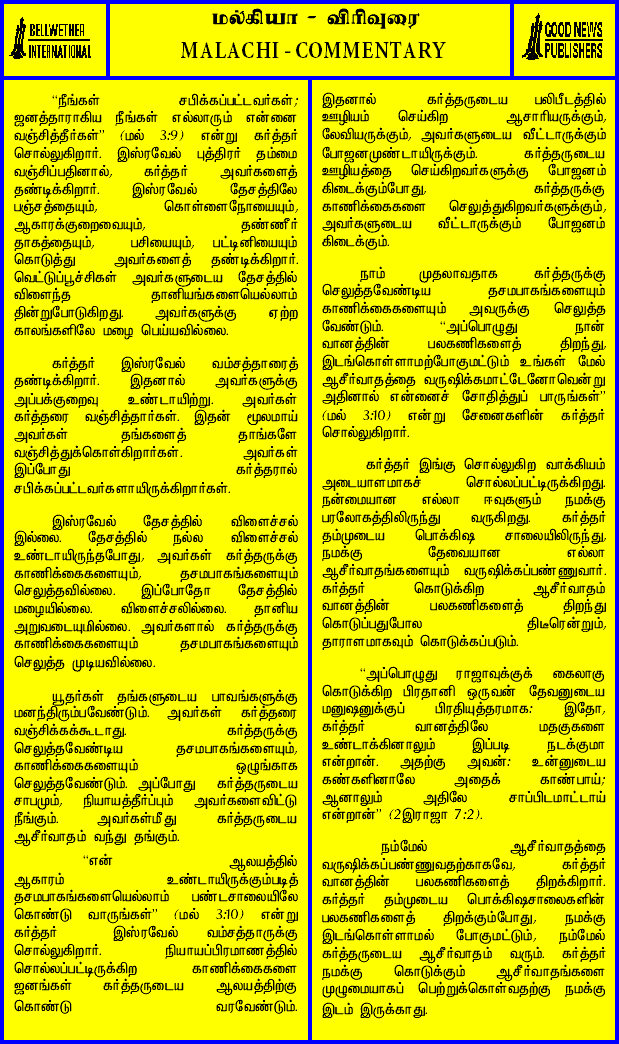 மல்கியா - விரிவுரை
BELLWETHER
INTERNATIONAL
MALACHI - COMMENTARY
GOOD NEWS
PUBLISHERS
“நீங்கள் சபிக்கப்பட்டவர்கள்;
ஜனத்தாராகிய நீங்கள் எல்லாரும் என்னை
வஞ்சித்தீர்கள்” (மல் 3:9) என்று கர்த்தர்
சொல்லுகிறார். இஸ்ரவேல் புத்திரர் தம்மை
வஞ்சிப்பதினால், கர்த்தர் அவர்களைத்
தண்டிக்கிறார். இஸ்ரவேல் தேசத்திலே
பஞ்சத்தையும், கொள்ளைநோயையும்,
ஆகாரக்குறைவையும், தண்ணீர்
தாகத்தையும், பசியையும், பட்டினியையும்
கொடுத்து அவர்களைத் தண்டிக்கிறார்.
வெட்டுப்பூச்சிகள் அவர்களுடைய தேசத்தில்
விளைந்த தானியங்களையெல்லாம்
தின்றுபோடுகிறது. அவர்களுக்கு ஏற்ற
காலங்களிலே மழை பெய்யவில்லை.
கர்த்தர் இஸ்ரவேல் வம்சத்தாரைத்
தண்டிக்கிறார். இதனால் அவர்களுக்கு
அப்பக்குறைவு உண்டாயிற்று. அவர்கள்
கர்த்தரை வஞ்சித்தார்கள். இதன் மூலமாய்
அவர்கள் தங்களைத் தாங்களே
வஞ்சித்துக்கொள்கிறார்கள். அவர்கள்
இப்போது கர்த்தரால்
சபிக்கப்பட்டவர்களாயிருக்கிறார்கள்.
இஸ்ரவேல் தேசத்தில் விளைச்சல்
இல்லை. தேசத்தில் நல்ல விளைச்சல்
உண்டாயிருந்தபோது, அவர்கள் கர்த்தருக்கு
காணிக்கைகளையும், தசமபாகங்களையும்
செலுத்தவில்லை. இப்போதோ தேசத்தில்
மழையில்லை. விளைச்சலில்லை. தானிய
அறுவடையுமில்லை. அவர்களால் கர்த்தருக்கு
காணிக்கைகளையும் தசமபாகங்களையும்
செலுத்த முடியவில்லை.
யூதர்கள் தங்களுடைய பாவங்களுக்கு
மனந்திரும்பவேண்டும். அவர்கள் கர்த்தரை
வஞ்சிக்கக்கூடாது. கர்த்தருக்கு
செலுத்தவேண்டிய தசமபாகங்களையும்,
காணிக்கைகளையும் ஒழுங்காக
செலுத்தவேண்டும். அப்போது கர்த்தருடைய
சாபமும், நியாயத்தீர்ப்பும் அவர்களைவிட்டு
நீங்கும். அவர்கள்மீது கர்த்தருடைய
ஆசீர்வாதம் வந்து தங்கும்.
“என் ஆலயத்தில்
ஆகாரம் உண்டாயிருக்கும்படித்
தசமபாகங்களையெல்லாம் பண்டசாலையிலே
கொண்டு வாருங்கள்” (மல் 3:10) என்று
கர்த்தர் இஸ்ரவேல் வம்சத்தாருக்கு
சொல்லுகிறார். நியாயப்பிரமாணத்தில்
சொல்லப்பட்டிருக்கிற காணிக்கைகளை
ஜனங்கள் கர்த்தருடைய ஆலயத்திற்கு
கொண்டு வரவேண்டும்.
இதனால் கர்த்தருடைய பலிபீடத்தில்
ஊழியம் செய்கிற ஆசாரியருக்கும்,
லேவியருக்கும், அவர்களுடைய வீட்டாருக்கும்
போஜனமுண்டாயிருக்கும். கர்த்தருடைய
ஊழியத்தை செய்கிறவர்களுக்கு போஜனம்
கிடைக்கும்போது, கர்த்தருக்கு
காணிக்கைகளை செலுத்துகிறவர்களுக்கும்,
அவர்களுடைய வீட்டாருக்கும் போஜனம்
கிடைக்கும்.
நாம் முதலாவதாக கர்த்தருக்கு
செலுத்தவேண்டிய தசமபாகங்களையும்
காணிக்கைகளையும் அவருக்கு செலுத்த
வேண்டும். “அப்பொழுது நான்
வானத்தின் பலகணிகளைத் திறந்து,
இடங்கொள்ளாமற்போகுமட்டும் உங்கள் மேல்
ஆசீர்வாதத்தை வருஷிக்கமாட்டேனோவென்று
அதினால் என்னைச் சோதித்துப் பாருங்கள்”
(மல் 3:10) என்று சேனைகளின் கர்த்தர்
சொல்லுகிறார்.
கர்த்தர் இங்கு சொல்லுகிற வாக்கியம்
அடையாளமாகச் சொல்லப்பட்டிருக்கிறது.
நன்மையான எல்லா ஈவுகளும் நமக்கு
பரலோகத்திலிருந்து வருகிறது. கர்த்தர்
தம்முடைய பொக்கிஷ சாலையிலிருந்து,
நமக்கு தேவையான எல்லா
ஆசீர்வாதங்களையும் வருஷிக்கப்பண்ணுவார்.
கர்த்தர் கொடுக்கிற ஆசீர்வாதம்
வானத்தின் பலகணிகளைத் திறந்து
கொடுப்பதுபோல திடீரென்றும்,
தாராளமாகவும் கொடுக்கப்படும்.
“அப்பொழுது ராஜாவுக்குக் கைலாகு
கொடுக்கிற பிரதானி ஒருவன் தேவனுடைய
மனுஷனுக்குப் பிரதியுத்தரமாக: இதோ,
கர்த்தர் வானத்திலே மதகுகளை
உண்டாக்கினாலும் இப்படி நடக்குமா
என்றான். அதற்கு அவன்: உன்னுடைய
கண்களினாலே அதைக் காண்பாய்;
ஆனாலும் அதிலே சாப்பிடமாட்டாய்
என்றான்” (2இராஜா 7:2).
நம்மேல் ஆசீர்வாதத்தை
வருஷிக்கப்பண்ணுவதற்காகவே, கர்த்தர்
வானத்தின் பலகணிகளைத் திறக்கிறார்.
கர்த்தர் தம்முடைய பொக்கிஷசாலைகளின்
பலகணிகளைத் திறக்கும்போது, நமக்கு
இடங்கொள்ளாமல் போகுமட்டும், நம்மேல்
கர்த்தருடைய ஆசீர்வாதம் வரும். கர்த்தர்
நமக்கு கொடுக்கும் ஆசீர்வாதங்களை
முழுமையாகப் பெற்றுக்கொள்வதற்கு நமக்கு
இடம் இருக்காது.